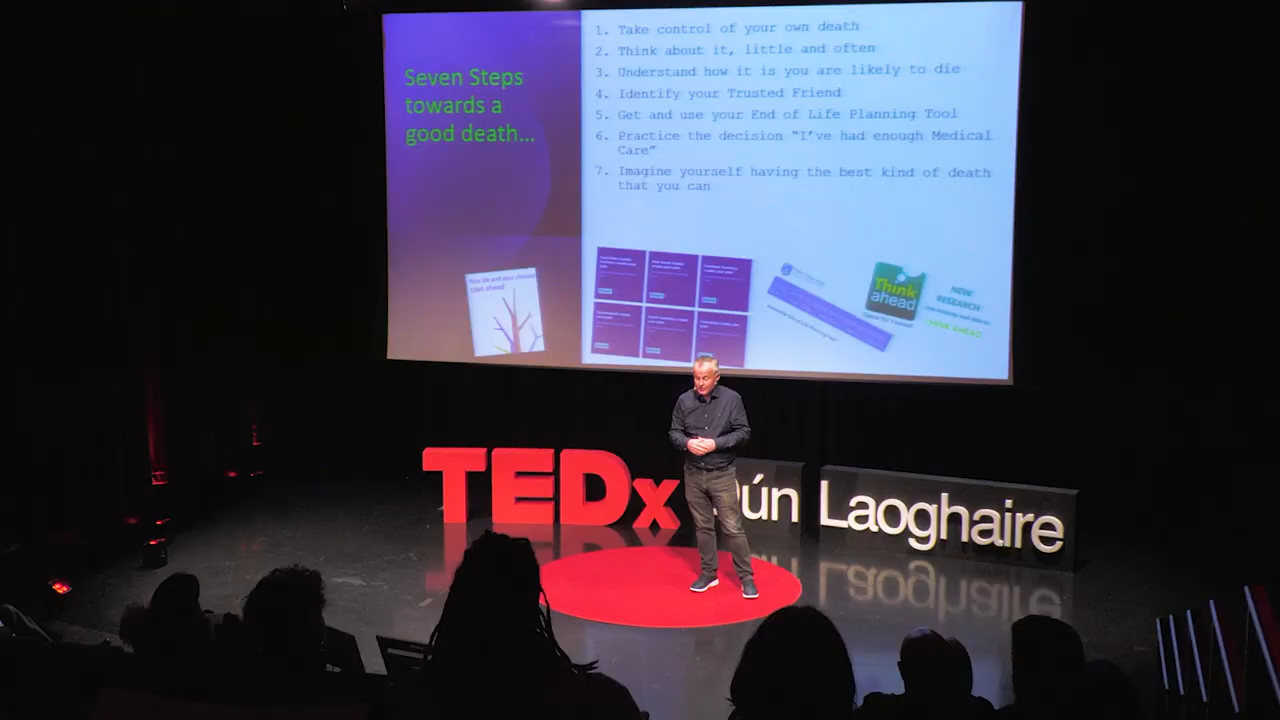 Seven Steps
towards a
good death...
1. Take control of your own death
2. Think about it, little and often
3. Understand how it is you are likely to die
4. Identify your Trusted Friend
5. Get and use your End of Life Planning Tool
6. Practice the decision “I’ve had enough Medical
Care”
7. Imagine yourself having the best kind of death
that you can
Think
ahead
NEW
RESEARCH
THINK AHEAD
TEDx
Dún Laoghaire